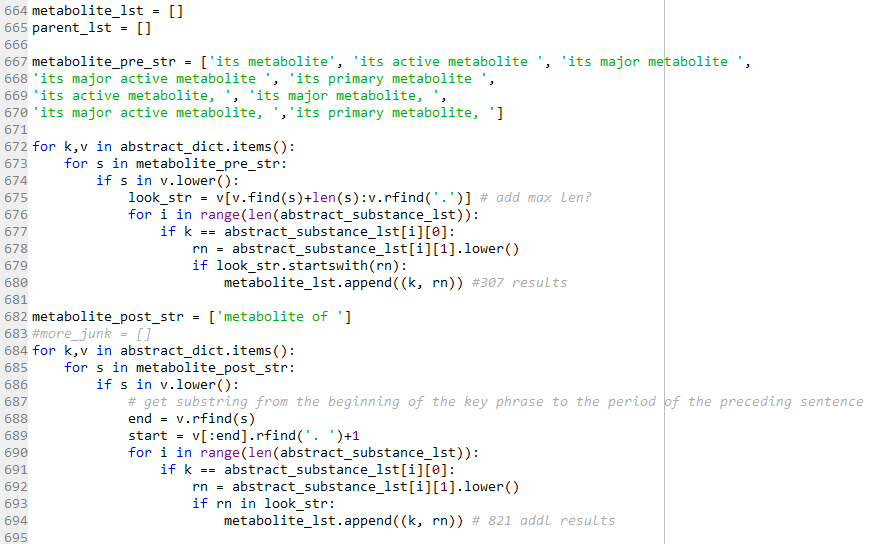 664 metabolite_lst = []
665 parent_lst = []
666
667 metabolite_pre_str = ['its metabolite', 'its active metabolite ', 'its major metabolite ',
668 'its major active metabolite ', 'its primary metabolite ',
669 'its active metabolite, ', 'its major metabolite, ',
670 'its major active metabolite, ','its primary metabolite, ']
671
672 for k,v in abstract_dict.items():
673     for s in metabolite_pre_str:
674         if s in v.lower():
675             look_str = v[v.find(s)+len(s):v.rfind('.')] # add max len?
676             for i in range(len(abstract_substance_lst)):
677                 if k == abstract_substance_lst[i][0]:
678                     rn = abstract_substance_lst[i][1].lower()
679                     if look_str.startswith(rn):
680                         metabolite_lst.append((k, rn)) #307 results
681
682 metabolite_post_str = ['metabolite of ']
683 #more_junk = []
684 for k,v in abstract_dict.items():
685     for s in metabolite_post_str:
686         if s in v.lower():
687             # get substring from the beginning of the key phrase to the period of the preceding sentence
688             end = v.rfind(s)
689             start = v[:end].rfind('. ')+1
690             for i in range(len(abstract_substance_lst)):
691                 if k == abstract_substance_lst[i][0]:
692                     rn = abstract_substance_lst[i][1].lower()
693                     if rn in look_str:
694                         metabolite_lst.append((k, rn)) # 821 addl results
695